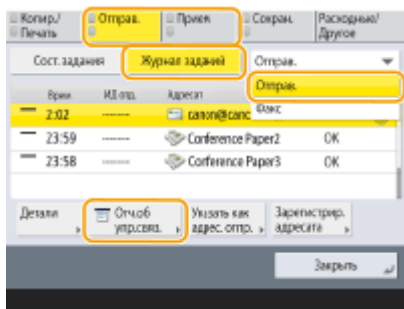 Копир./ Печать
Отправ.
Прием
Сохран.
Расходные/ Другое
Сост. задания
Журнал заданий
Отправ.
Отправ.
Факс
Время
ИД отд.
Адресат
2:02
-------
canon@canc
23:59
-------
Conference Paper2
OK
23:58
-------
Conference Paper3
OK
Детали
Отч.об упр.связ.
Указать как адрес. отпр.
Зарегистрир. адресата
Закрыть